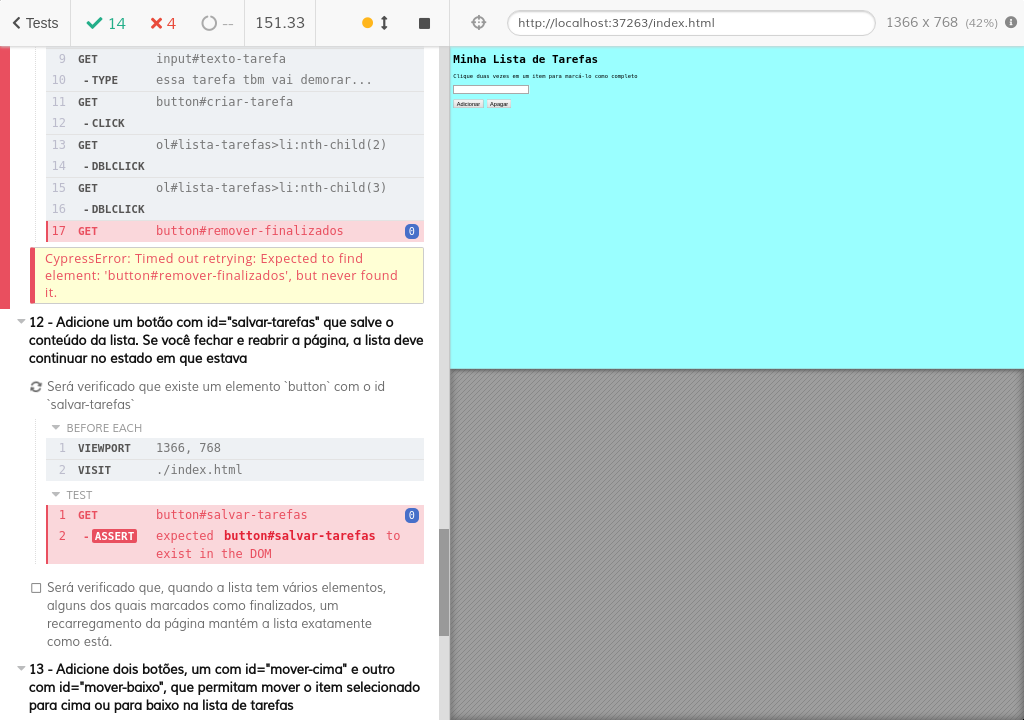 Tests
14
4
--
151.33
http://localhost:37263/index.html
1366 x 768 (42%)
9 GET input#texto-tarefa
10 - TYPE essa tarefa tbm vai demorar...
11 GET button#criar-tarefa
12 - CLICK
13 GET ol#lista-tarefas>li:nth-child(2)
14 - DBLCLICK
15 GET ol#lista-tarefas>li:nth-child(3)
16 - DBLCLICK
17 GET button#remover-finalizados 0
CypressError: Timed out retrying: Expected to find
element: 'button#remover-finalizados', but never found
it.
12 - Adicione um botão com id="salvar-tarefas" que salve o
conteúdo da lista. Se você fechar e reabrir a página, a lista deve
continuar no estado em que estava
Será verificado que existe um elemento `button` com o id
`salvar-tarefas`
BEFORE EACH
1 VIEWPORT 1366, 768
2 VISIT ./index.html
TEST
1 GET button#salvar-tarefas 0
2 - ASSERT expected button#salvar-tarefas to
exist in the DOM
Será verificado que, quando a lista tem vários elementos,
alguns dos quais marcados como finalizados, um
recarregamento da página mantém a lista exatamente
como está.
13 - Adicione dois botões, um com id="mover-cima" e outro
com id="mover-baixo", que permitam mover o item selecionado
para cima ou para baixo na lista de tarefas
Minha Lista de Tarefas
Clique duas vezes em um item para marcá-lo como completo
Adicionar Apagar